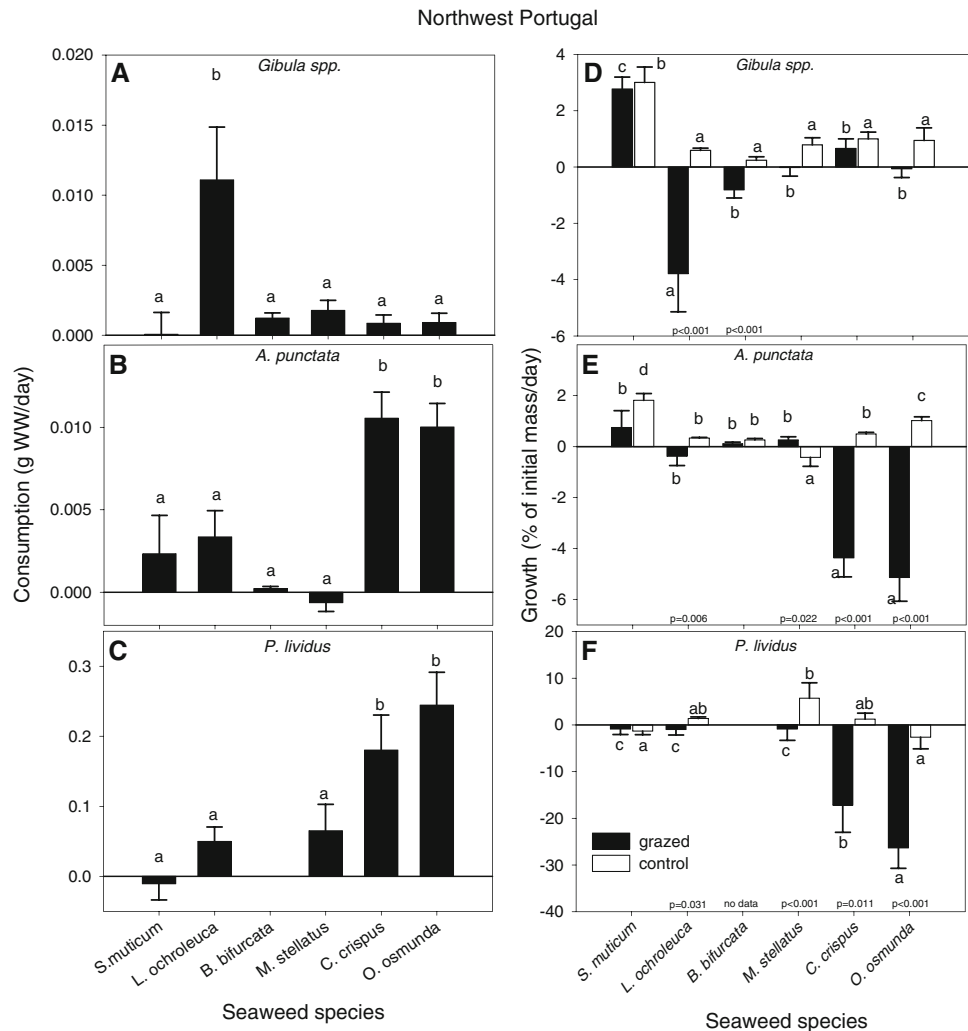 Northwest Portugal
A
Gibula spp.
0.020
0.015
0.010
0.005
0.000
a
b
a
a
a
a
B
A. punctata
0.010
0.005
0.000
a
a
a
a
b
b
C
P. lividus
0.3
0.2
0.1
0.0
a
a
a
b
b
Consumption (g WW/day)
S.muticum
L. ochroleuca
B. bifurcata
M. stellatus
C. crispus
O. osmunda
Seaweed species
D
Gibula spp.
4
2
0
-2
-4
-6
c
b
a
a
b
a
b
a
b
a
b
a
p<0.001
p<0.001
E
A. punctata
2
0
-2
-4
-6
b
d
b
b
b
b
b
a
a
b
a
c
p=0.006
p=0.022
p<0.001
p<0.001
F
P. lividus
20
10
0
-10
-20
-30
-40
c
a
c
ab
c
b
b
ab
a
a
grazed
control
p=0.031
no data
p<0.001
p=0.011
p<0.001
Growth (% of initial mass/day)
S. muticum
L. ochroleuca
B. bifurcata
M. stellatus
C. crispus
O. osmunda
Seaweed species